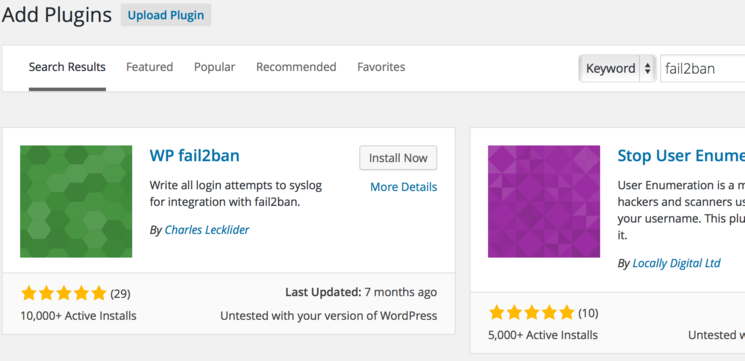 Add Plugins Upload Plugin
Search Results Featured Popular Recommended Favorites Keyword fail2ban
WP fail2ban
Install Now
Write all login attempts to syslog
for integration with fail2ban.
More Details
By Charles Lecklider
(29)
Last Updated: 7 months ago
10,000+ Active Installs
Untested with your version of WordPress
Stop User Enume
User Enumeration is a m
hackers and scanners us
your username. This plu
it.
By Locally Digital Ltd
(10)
5,000+ Active Installs
Untested w